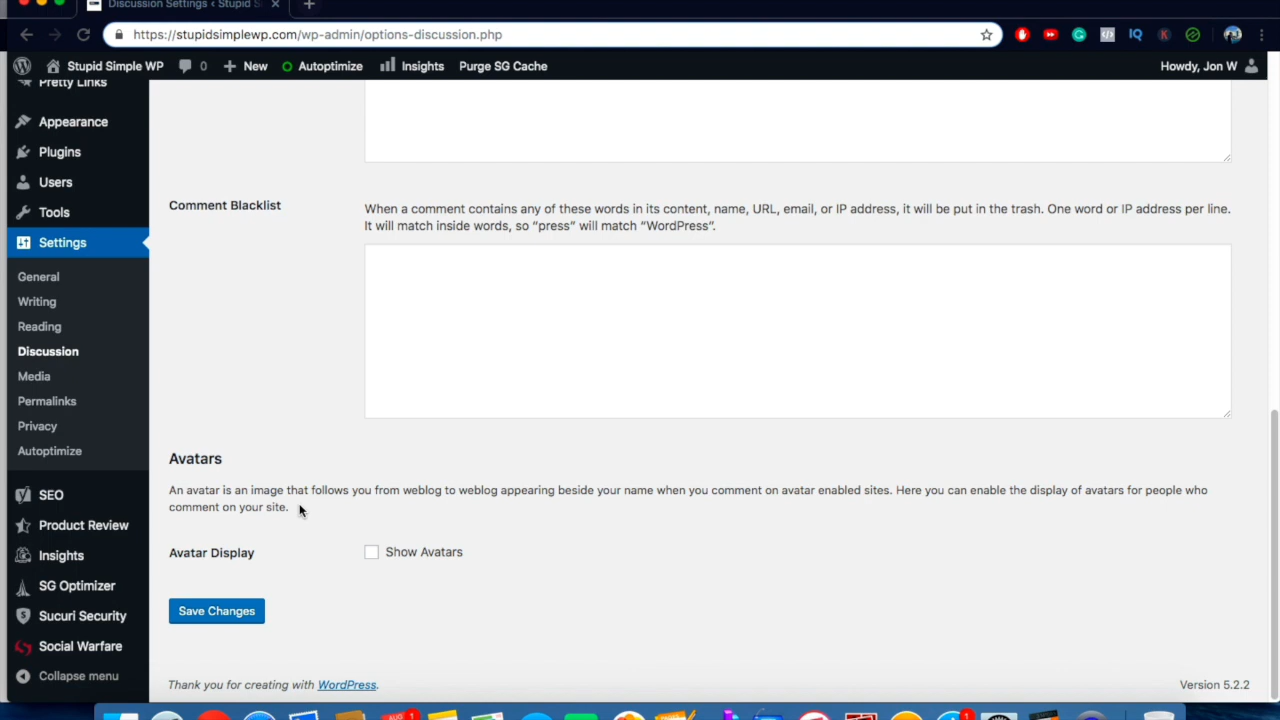 Discussion Settings ‹ Stupid S
https://stupidsimplewp.com/wp-admin/options-discussion.php
Stupid Simple WP
0
New
Autoptimize
Insights
Purge SG Cache
Howdy, Jon W
Pretty Links
Appearance
Plugins
Users
Tools
Settings
General
Writing
Reading
Discussion
Media
Permalinks
Privacy
Autoptimize
SEO
Product Review
Insights
SG Optimizer
Sucuri Security
Social Warfare
Collapse menu
Comment Blacklist
When a comment contains any of these words in its content, name, URL, email, or IP address, it will be put in the trash. One word or IP address per line.
It will match inside words, so “press” will match “WordPress”.
Avatars
An avatar is an image that follows you from weblog to weblog appearing beside your name when you comment on avatar enabled sites. Here you can enable the display of avatars for people who
comment on your site.
Avatar Display
Show Avatars
Save Changes
Thank you for creating with WordPress.
Version 5.2.2
AUG
1
1